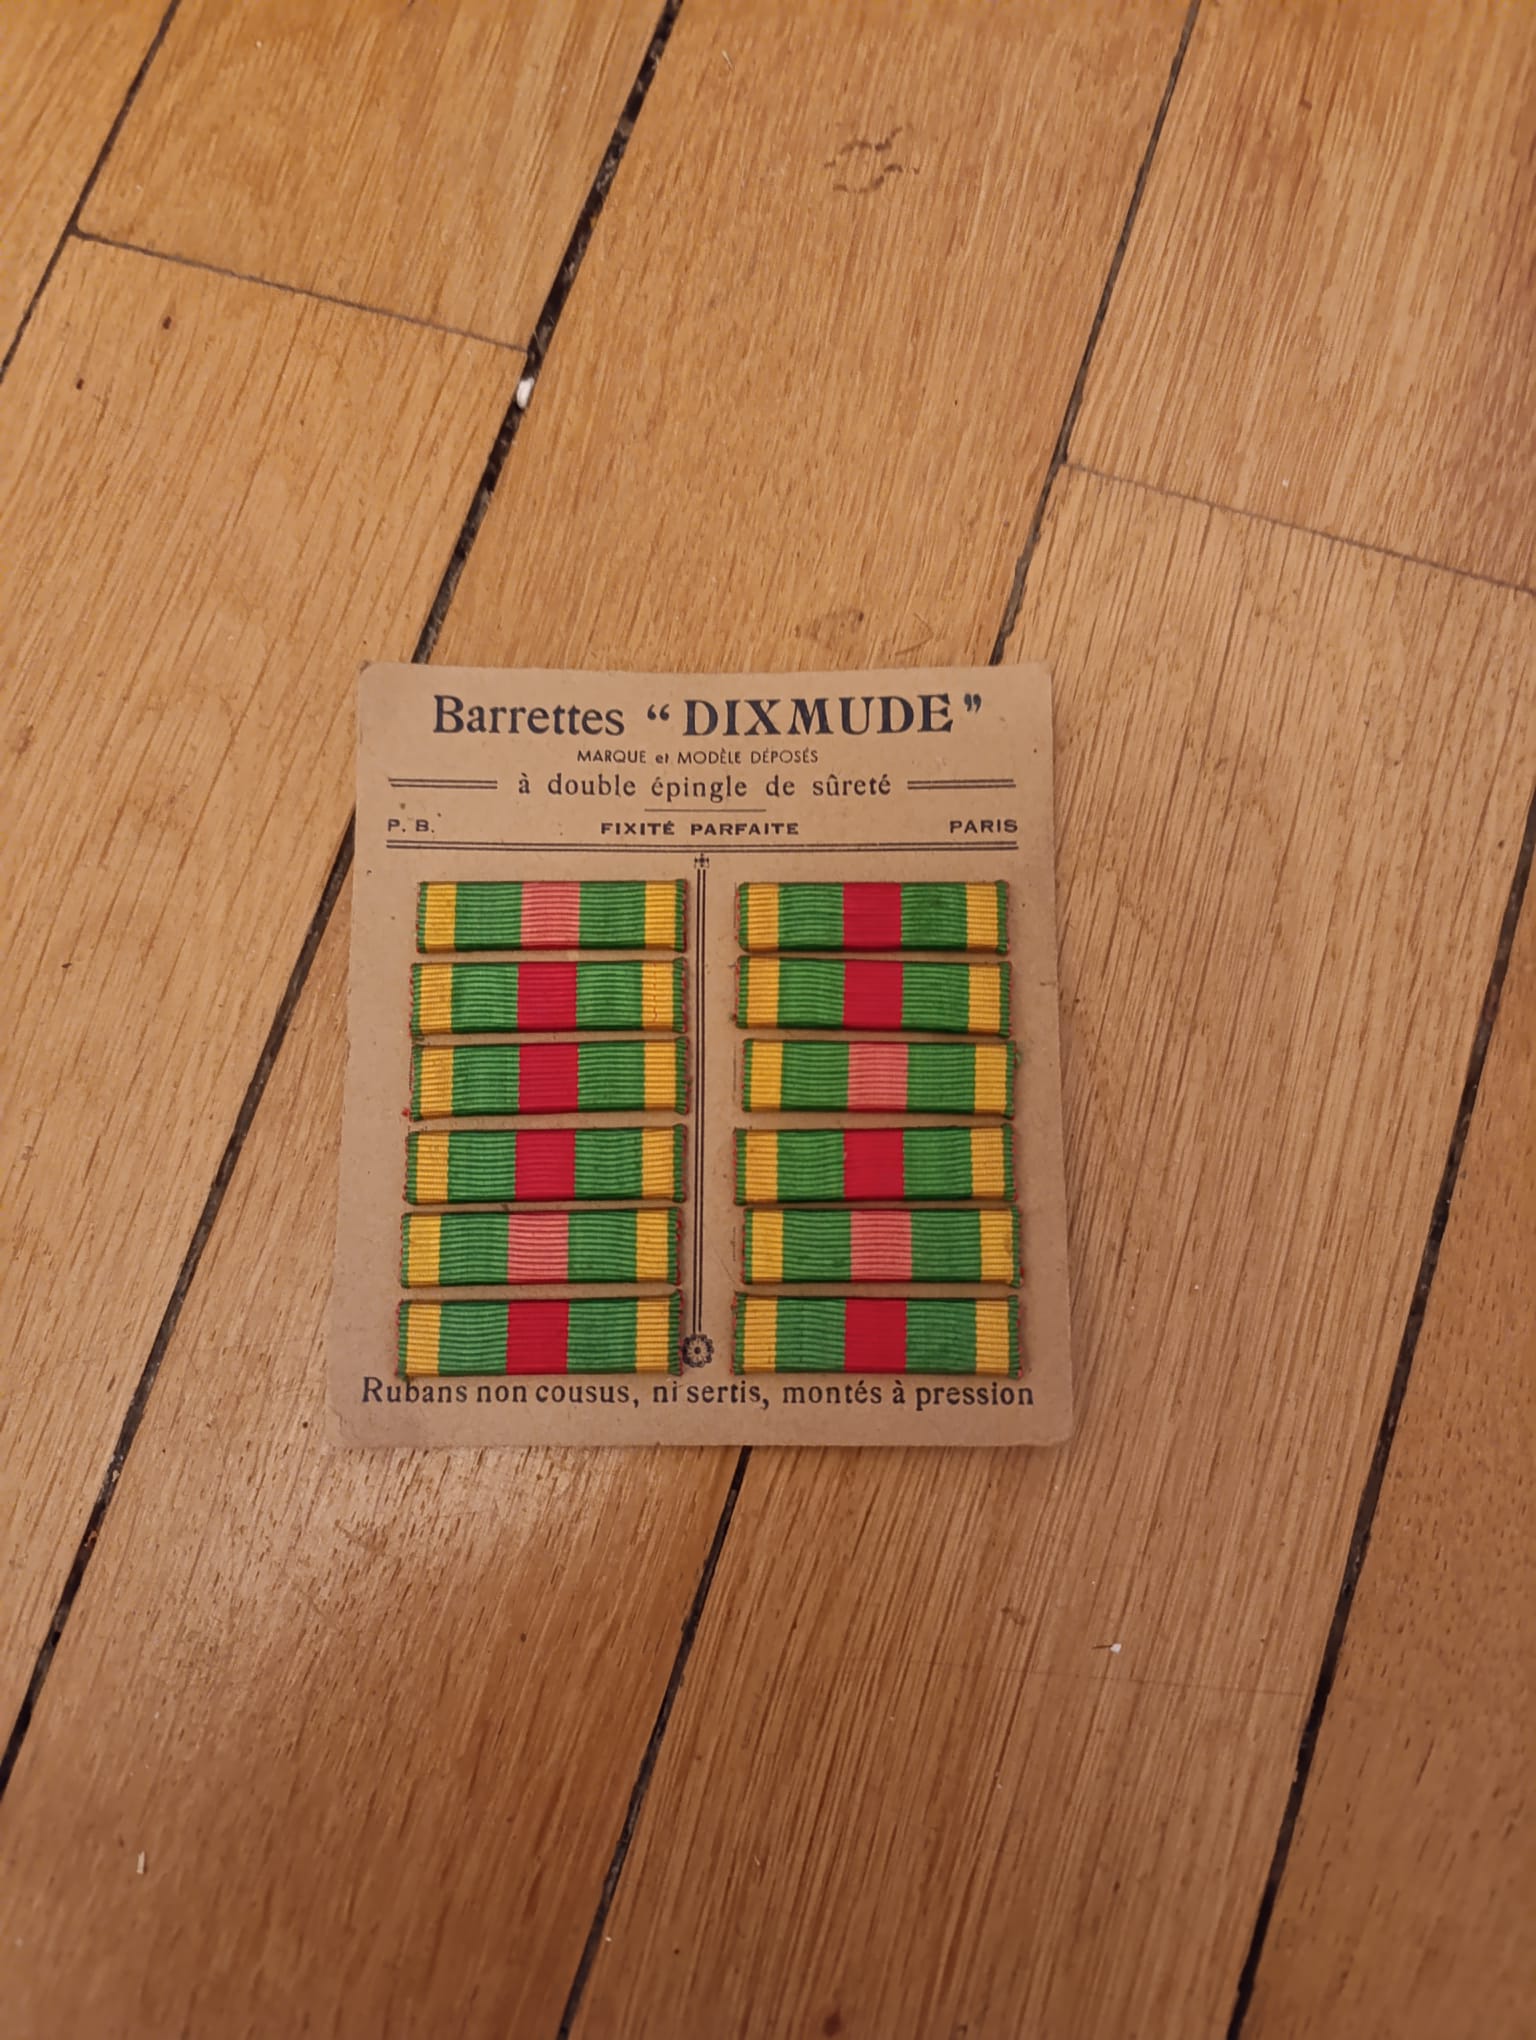 Barrettes “DIXMUDE”
MARQUE et MODÈLE DÉPOSÉS
à double épingle de sûreté
P. B. FIXITÉ PARFAITE PARIS
Rubans non cousus, ni sertis, montés à pression